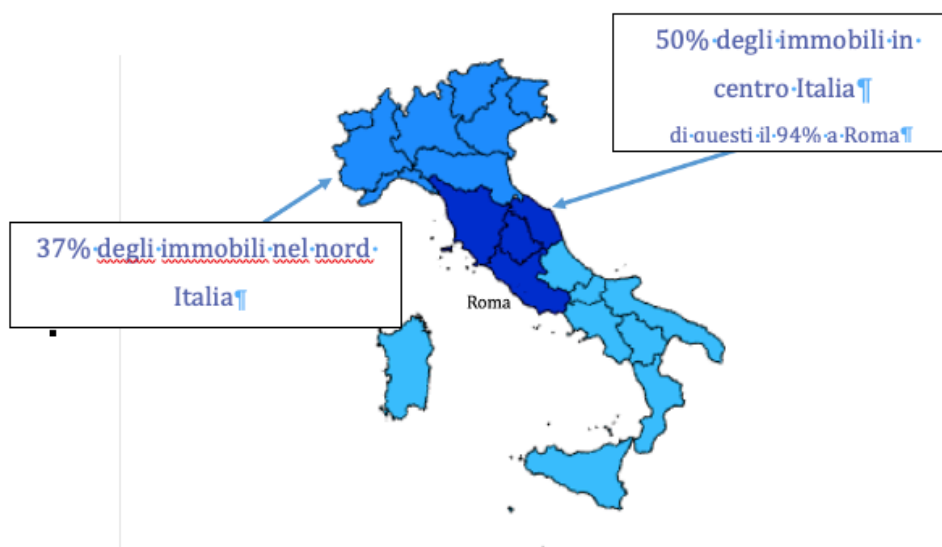 50% degli immobili in
centro Italia¶
di questi il 94% a Roma¶
37% degli immobili nel nord
Italia¶
Roma